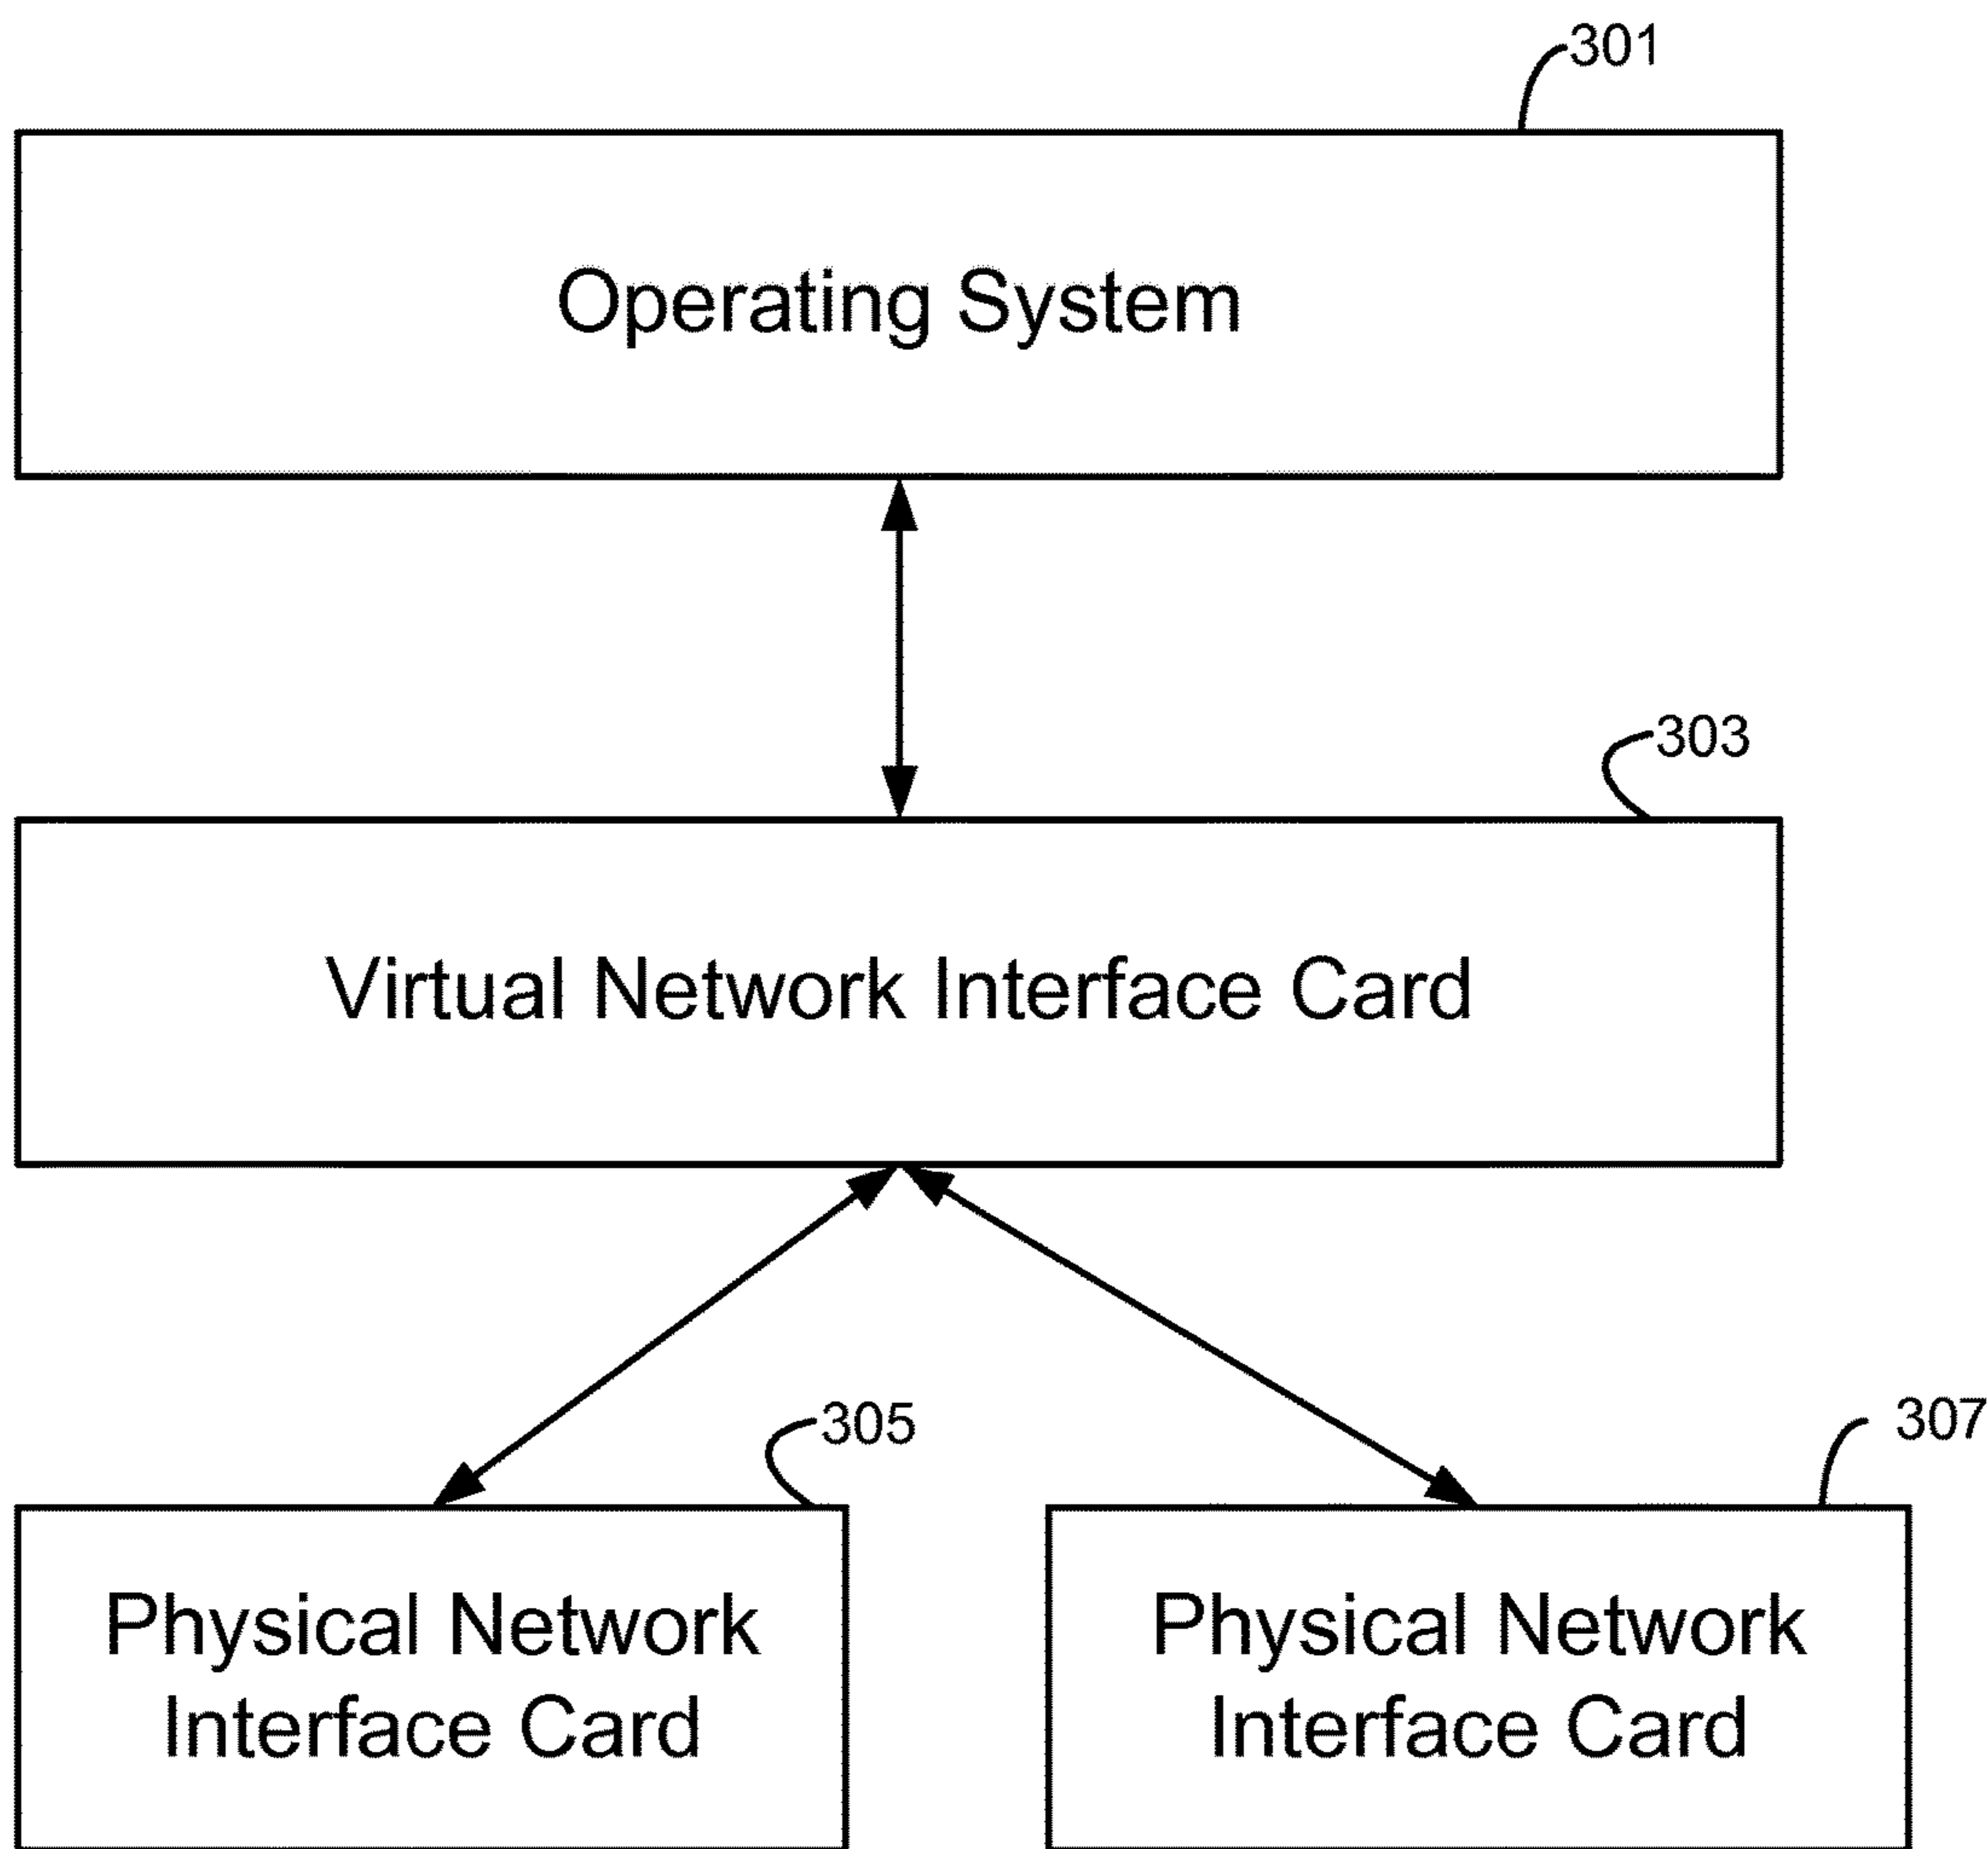 301
Operating System
303
Virtual Network Interface Card
305
307
Physical Network
Interface Card
Physical Network
Interface Card